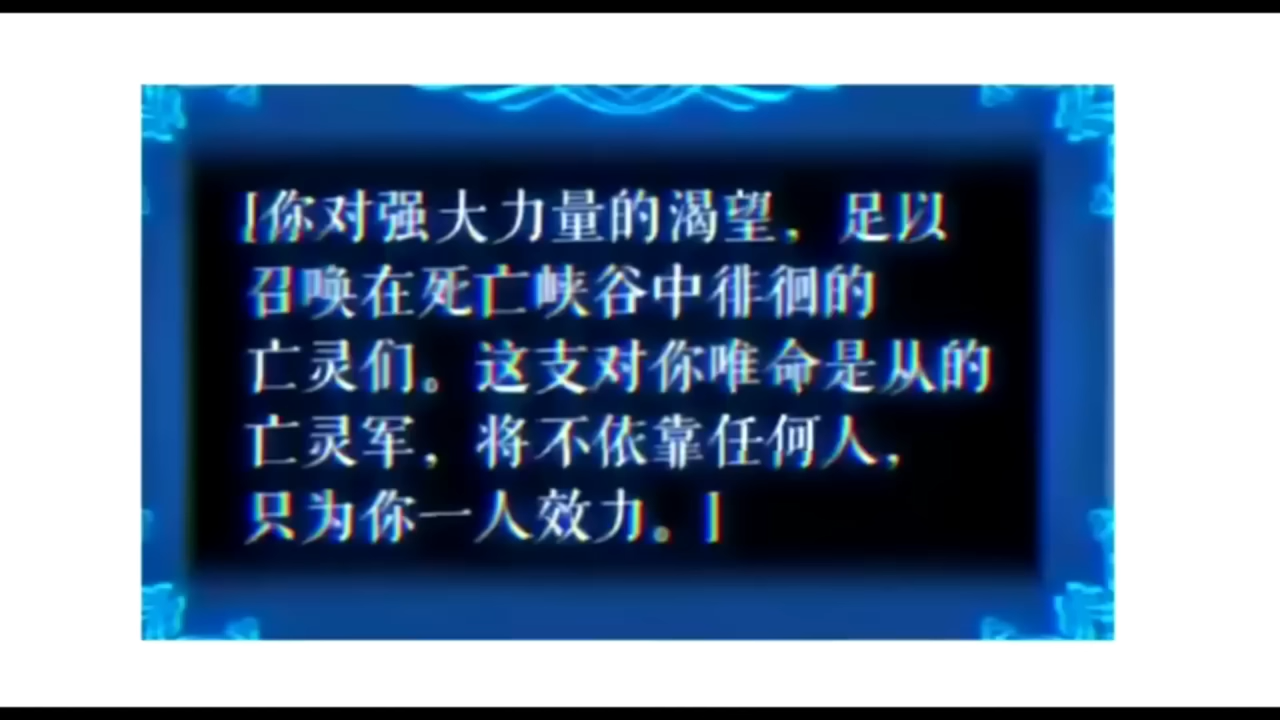 [你对强大力量的渴望，足以
召唤在死亡峡谷中徘徊的
亡灵们。这支对你唯命是从的
亡灵军，将不依靠任何人，
只为你一人效力。]